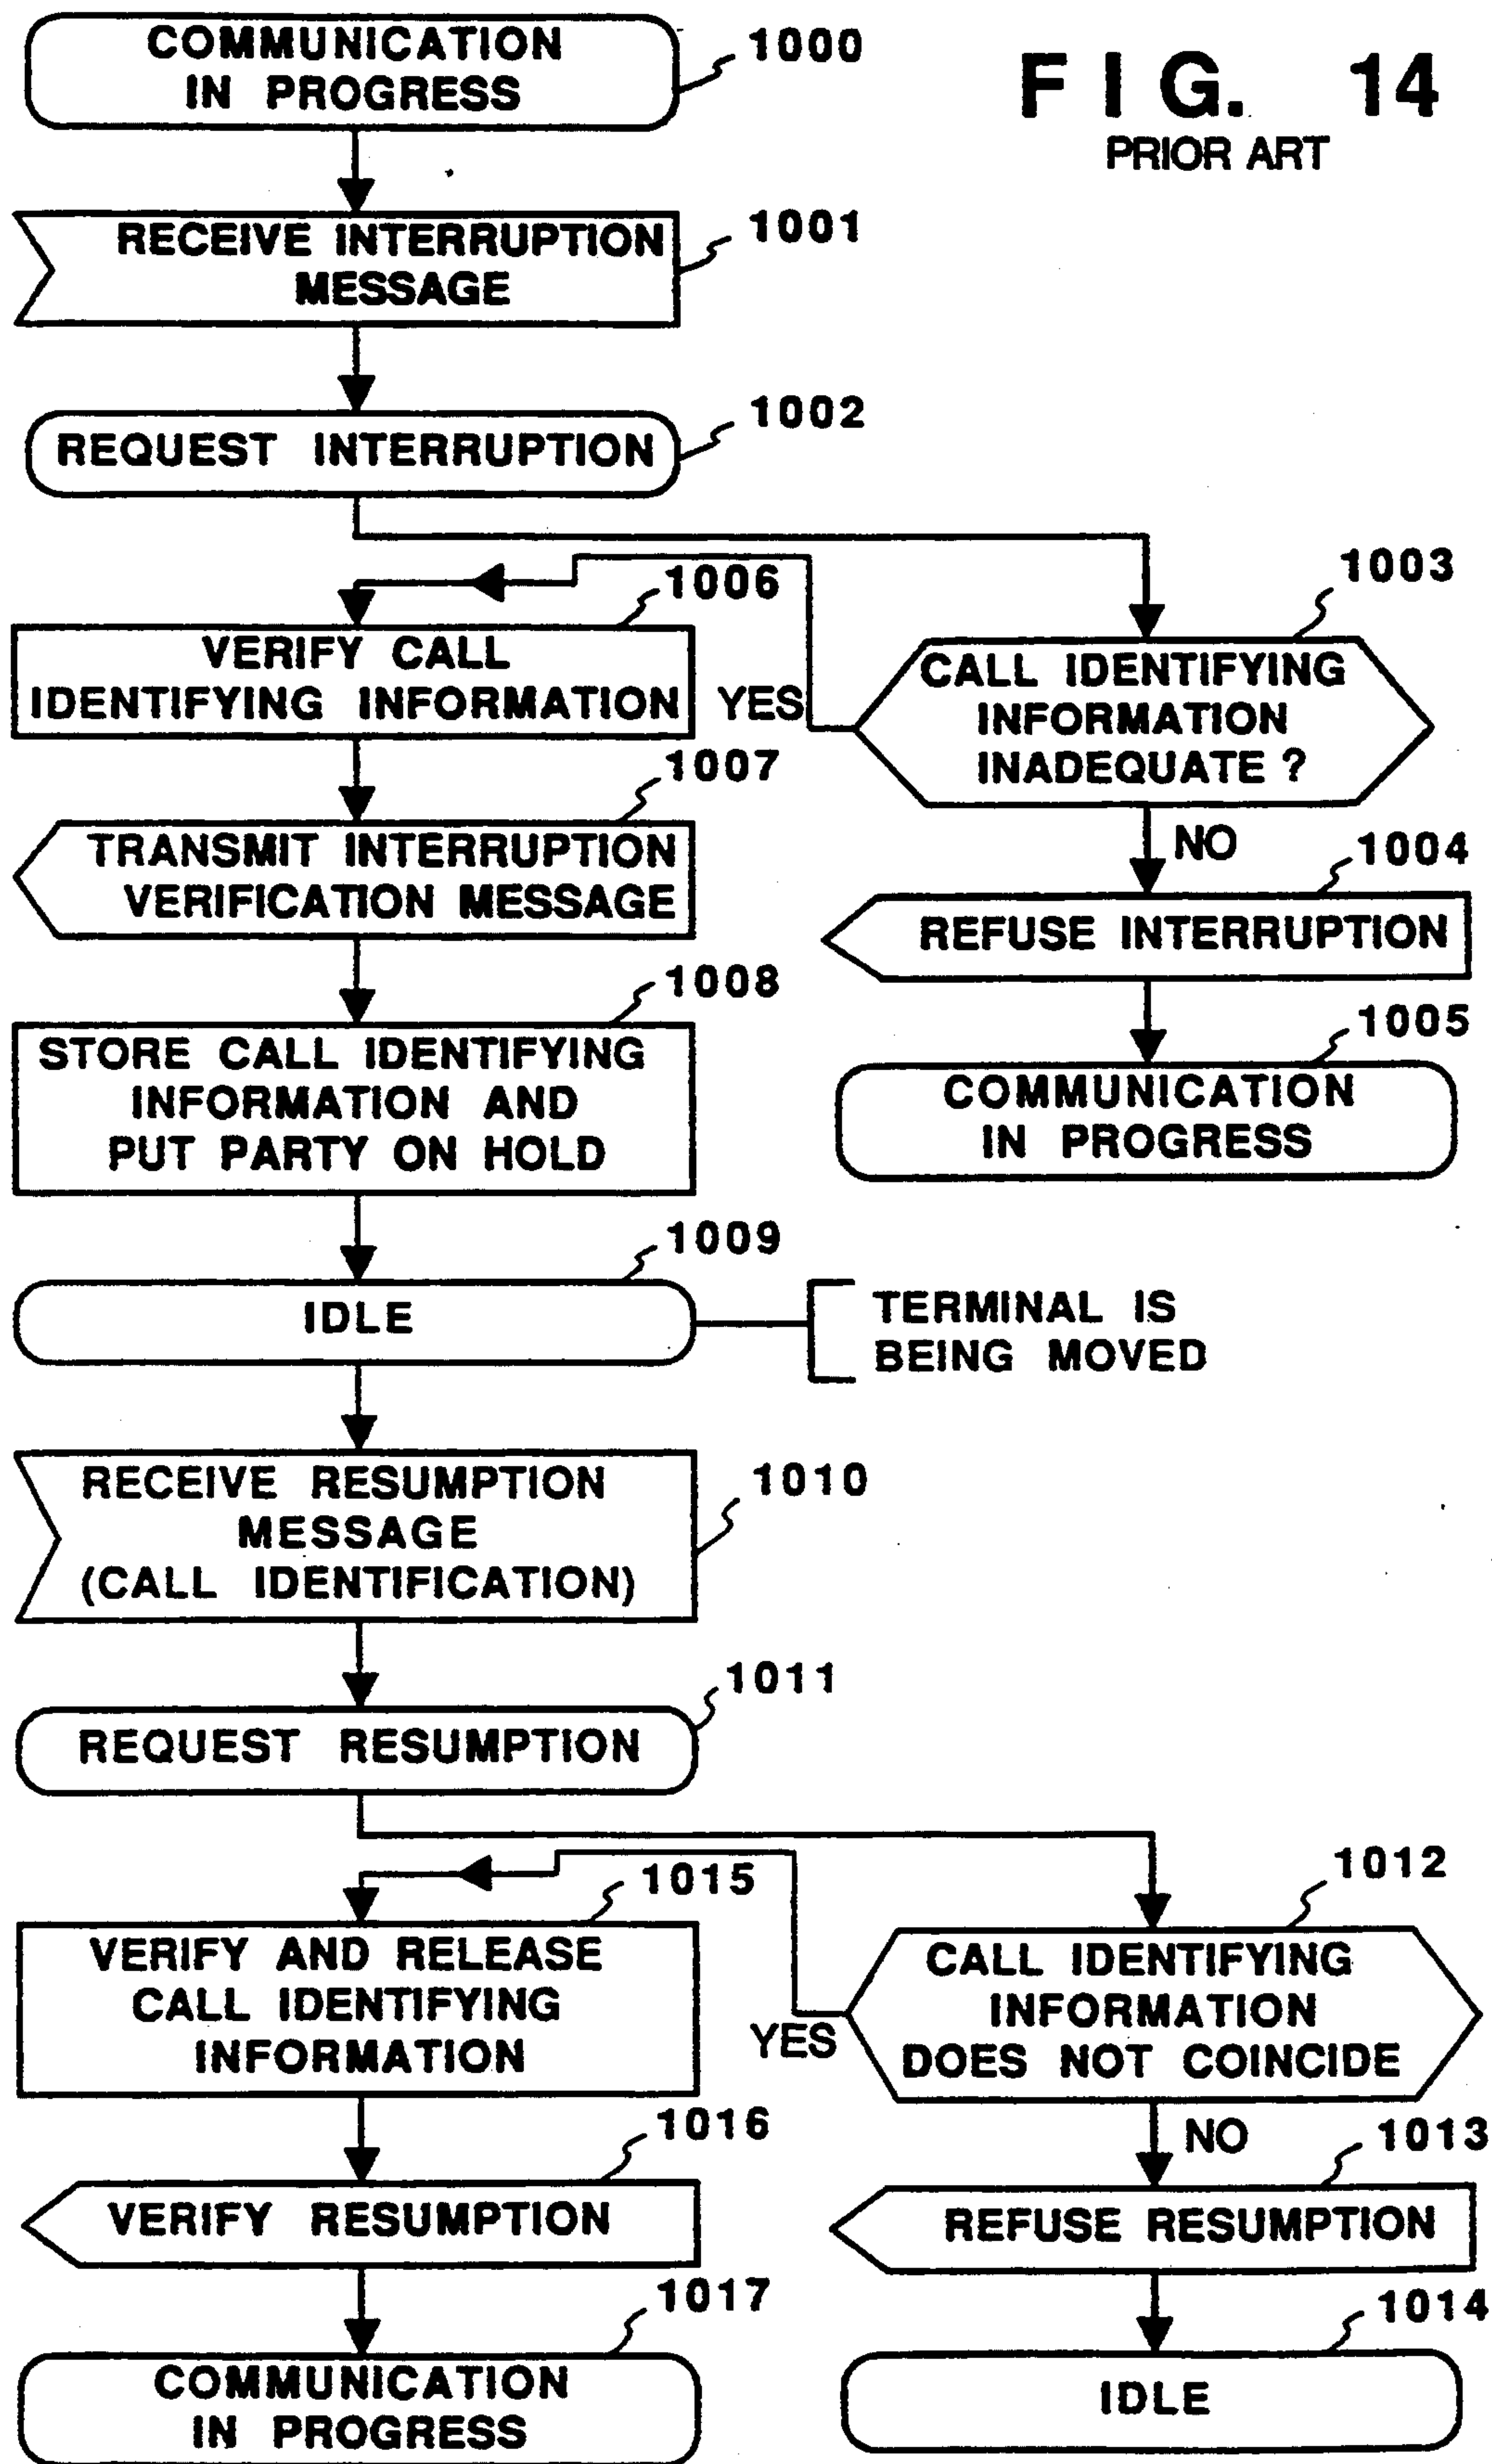 FIG. 14
PRIOR ART
COMMUNICATION
IN PROGRESS
1000
RECEIVE INTERRUPTION
MESSAGE
1001
REQUEST INTERRUPTION
1002
1003
CALL IDENTIFYING
INFORMATION
INADEQUATE ?
YES
NO
1004
REFUSE INTERRUPTION
1005
COMMUNICATION
IN PROGRESS
1006
VERIFY CALL
IDENTIFYING INFORMATION
1007
TRANSMIT INTERRUPTION
VERIFICATION MESSAGE
1008
STORE CALL IDENTIFYING
INFORMATION AND
PUT PARTY ON HOLD
1009
IDLE
TERMINAL IS
BEING MOVED
RECEIVE RESUMPTION
MESSAGE
(CALL IDENTIFICATION)
1010
1011
REQUEST RESUMPTION
1012
CALL IDENTIFYING
INFORMATION
DOES NOT COINCIDE
YES
NO
1013
REFUSE RESUMPTION
1014
IDLE
1015
VERIFY AND RELEASE
CALL IDENTIFYING
INFORMATION
1016
VERIFY RESUMPTION
1017
COMMUNICATION
IN PROGRESS